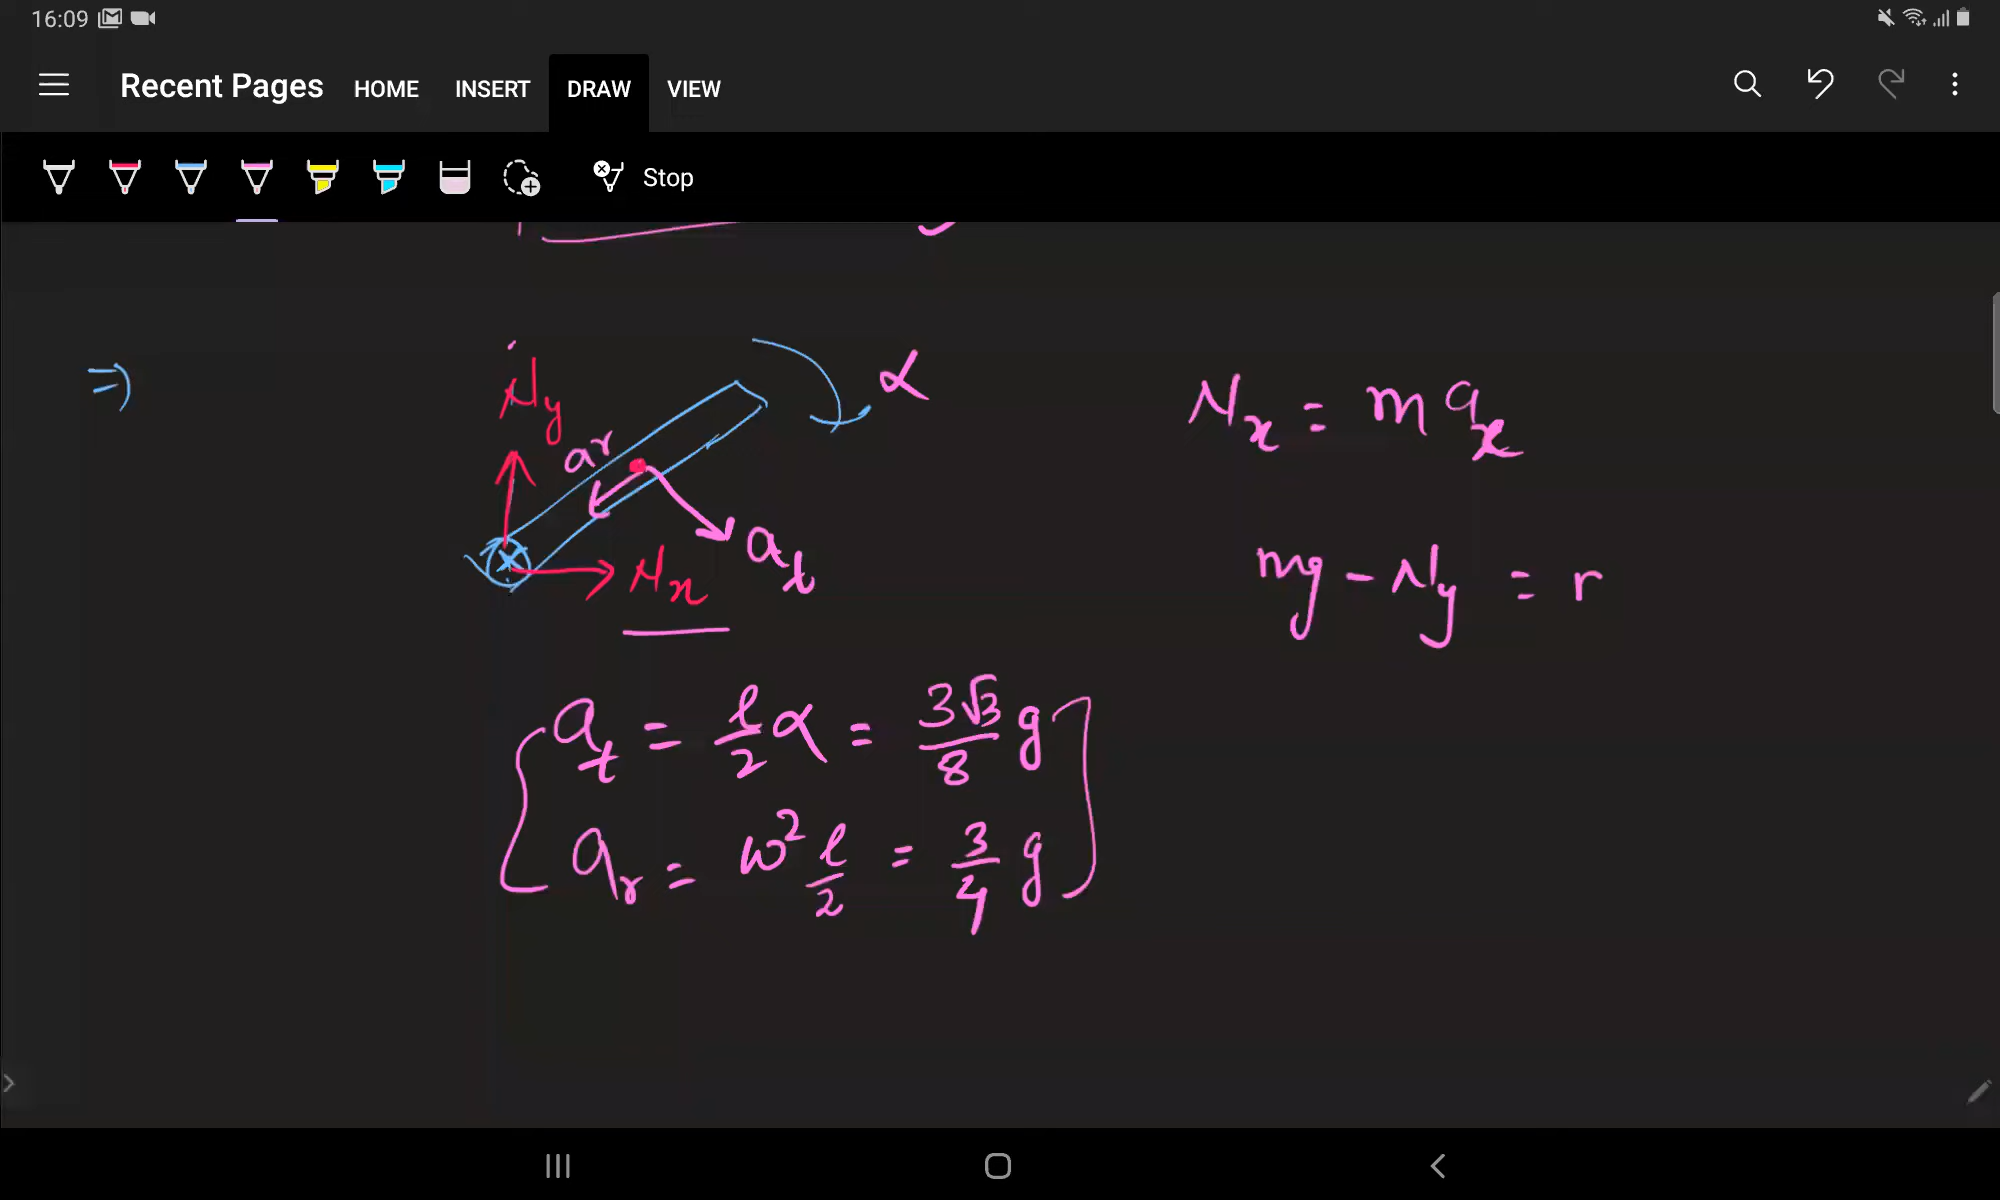 16:09
Recent Pages HOME INSERT DRAW VIEW
Stop
⇒
Ny
α
ar
at
Nx
Nx = max
mg - Ny = r
at = l/2 α = 3√3/8 g
ar = ω² l/2 = 3/4 g